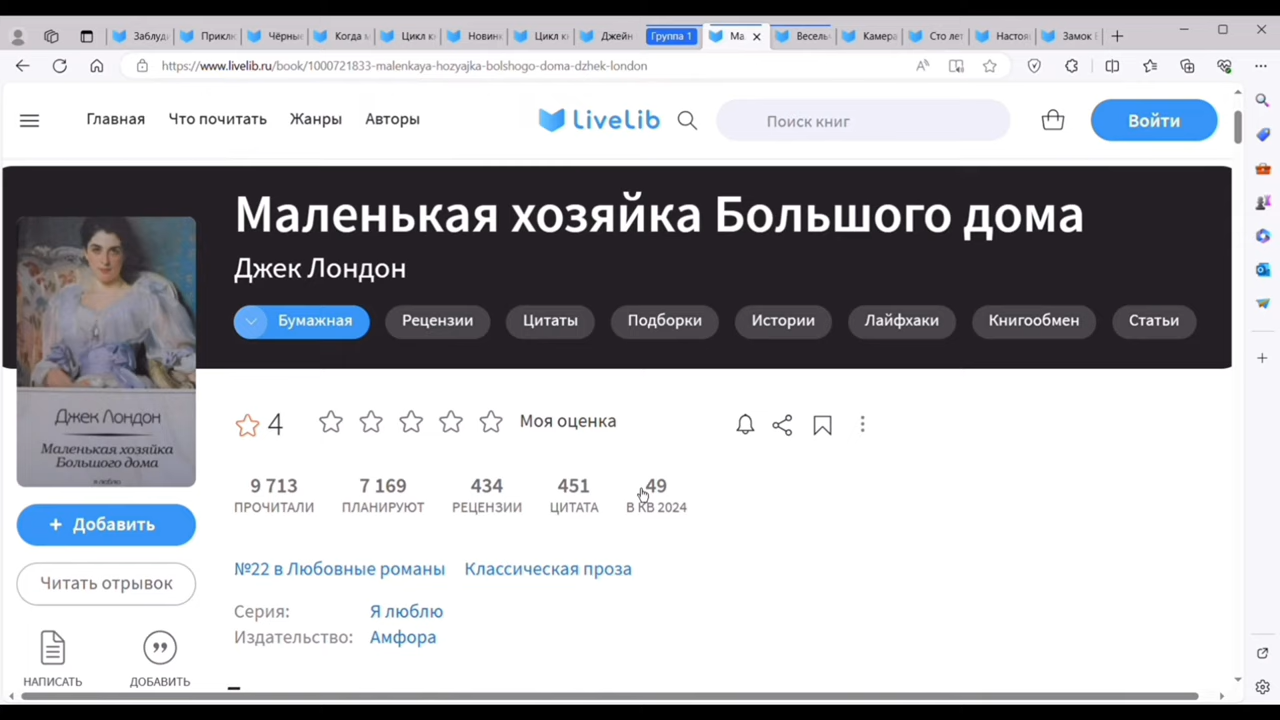 Заблуд
Прикл
Чёрны
Когда м
Цикл к
Новин
Цикл к
Джейн
Группа 1
Ма
Весель
Камера
Сто лет
Настоя
Замок Б
https://www.livelib.ru/book/1000721833-malenkaya-hozyajka-bolshogo-doma-dzhek-london
Главная Что почитать Жанры Авторы LiveLib Поиск книг Войти
Маленькая хозяйка Большого дома
Джек Лондон
Бумажная Рецензии Цитаты Подборки Истории Лайфхаки Книгообмен Статьи
Джек Лондон
Маленькая хозяйка
Большого дома
я люблю
4 Моя оценка
9 713 7 169 434 451 49
ПРОЧИТАЛИ ПЛАНИРУЮТ РЕЦЕНЗИИ ЦИТАТА В КВ 2024
+ Добавить
№22 в Любовные романы Классическая проза
Читать отрывок
Серия: Я люблю
Издательство: Амфора
НАПИСАТЬ ДОБАВИТЬ